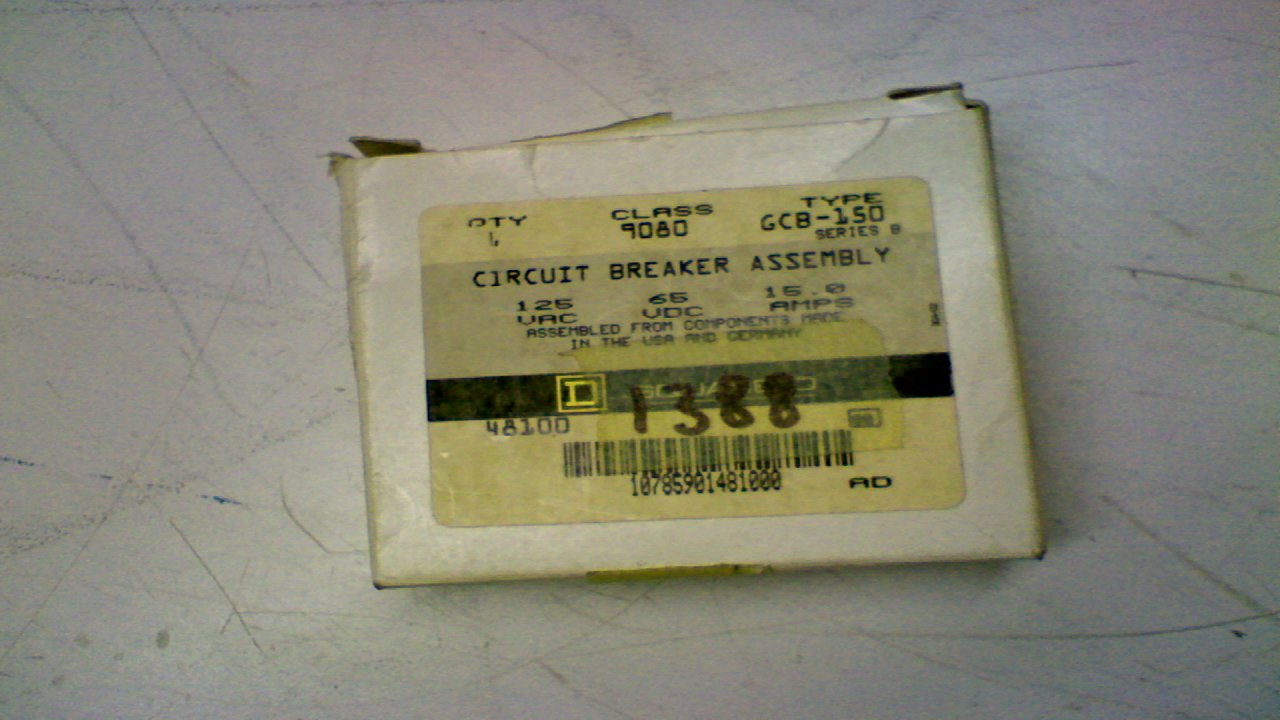 QTY CLASS TYPE
1 9080 GCB-150
SERIES B
CIRCUIT BREAKER ASSEMBLY
125 65 15.0
VAC VDC AMPS
ASSEMBLED FROM COMPONENTS MADE
IN THE USA AND GERMANY
D SQUARE D
1388
48100
10785901481000 AD